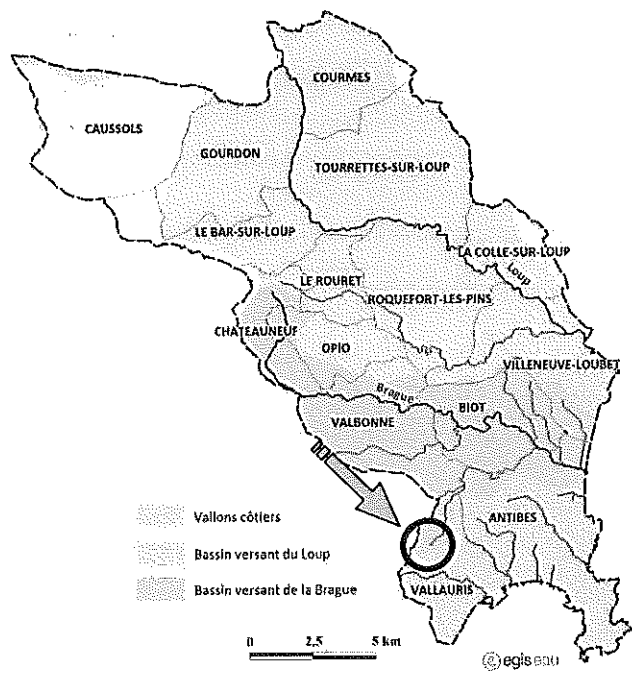 COURMES
CAUSSOLS
GOURDON
TOURRETTES-SUR-LOUP
LE BAR-SUR-LOUP
LA COLLE-SUR-LOUP
Loup
LE ROURET
ROQUEFORT-LES-PINS
CHATEAUNEUF
OPIO
VILLENEUVE-LOUBET
Brague
BIOT
VALBONNE
Vallons côtiers
ANTIBES
Bassin versant du Loup
Bassin versant de la Brague
VALLAURIS
0 2,5 5 km
egis eau